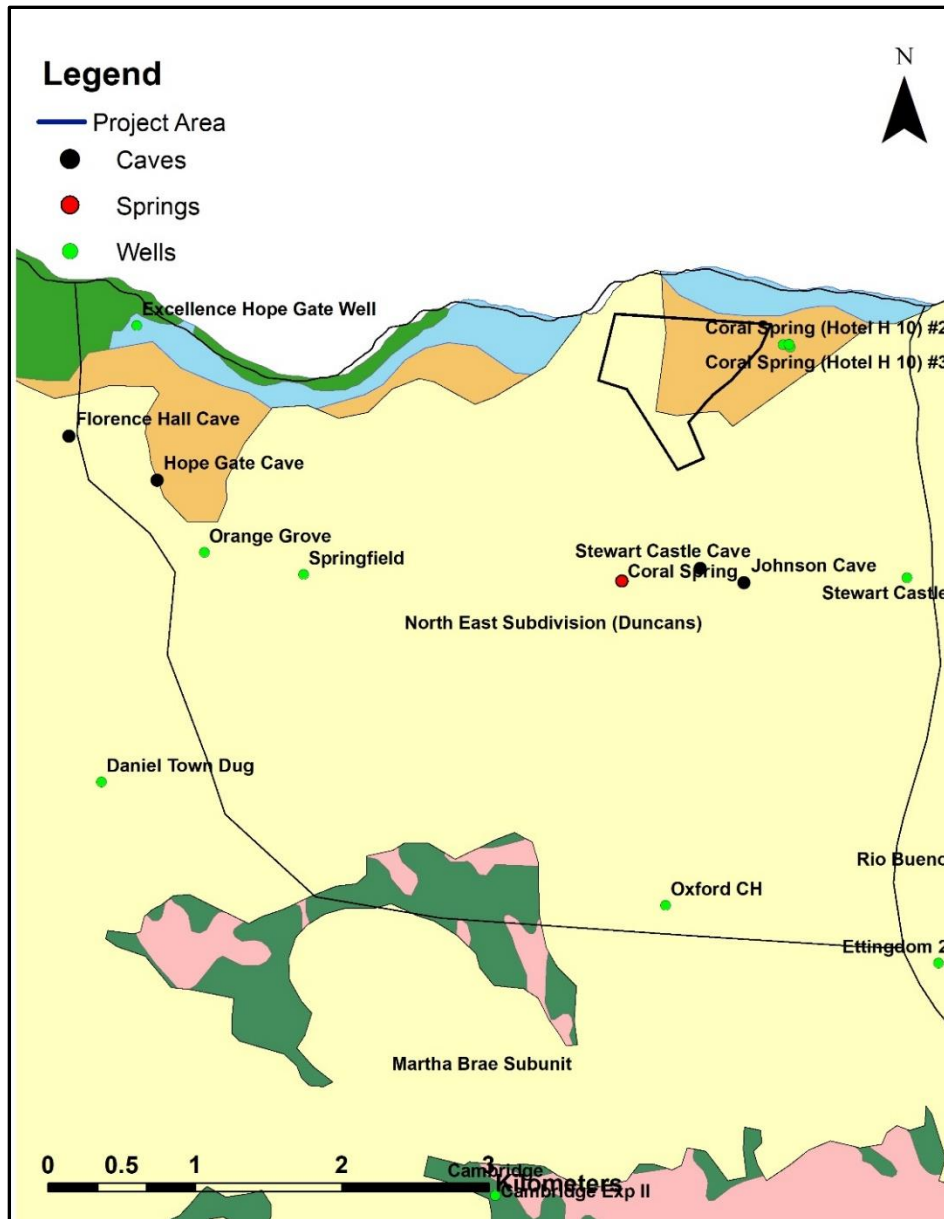 Legend
N
Project Area
Caves
Springs
Wells
Excellence Hope Gate Well
Coral Spring (Hotel H 10) #2
Coral Spring (Hotel H 10) #3
Florence Hall Cave
Hope Gate Cave
Orange Grove
Springfield
Stewart Castle Cave
Coral Spring
Johnson Cave
Stewart Castle
North East Subdivision (Duncans)
Daniel Town Dug
Rio Bueno
Oxford CH
Ettingdom 2
Martha Brae Subunit
0 0.5 1 2 3
Kilometers
Cambridge
Cambridge Exp II